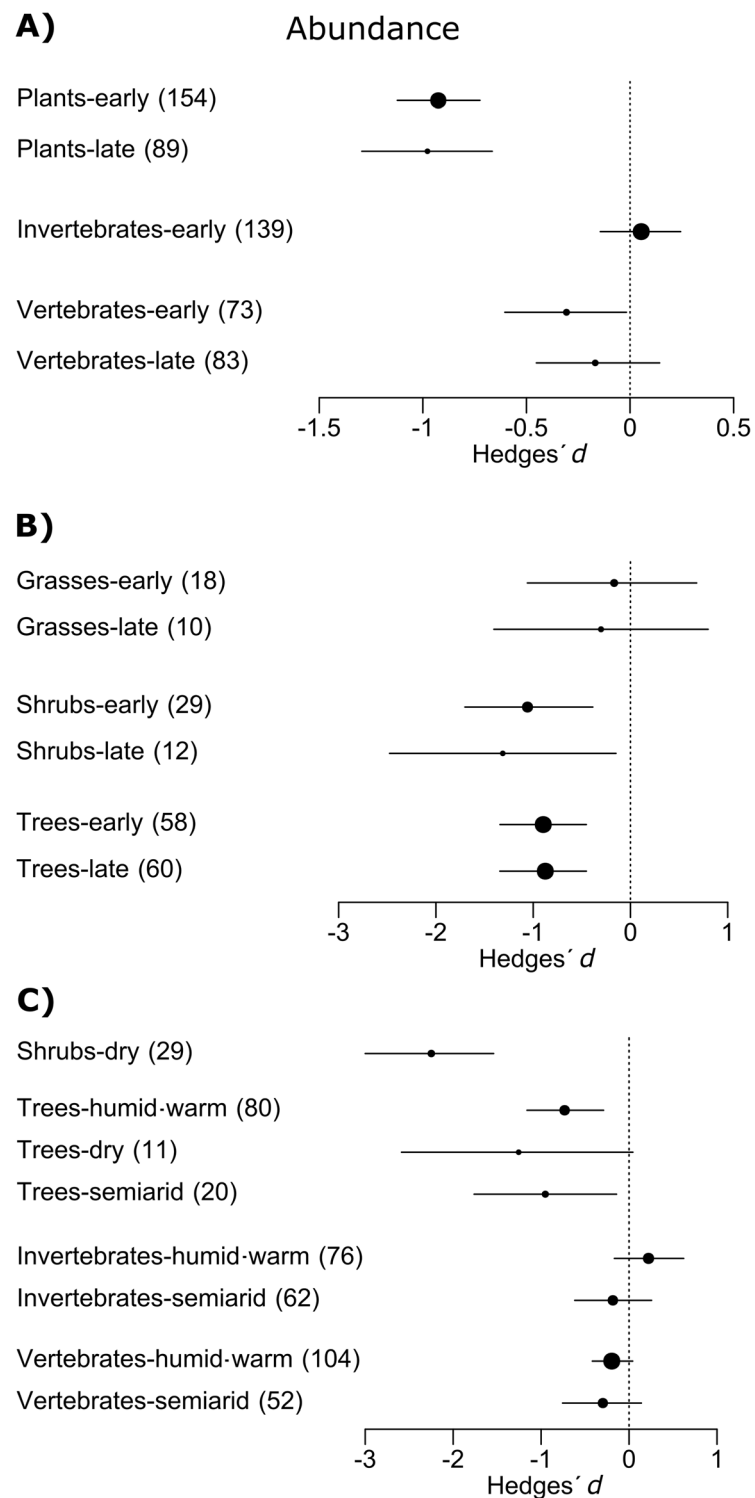 A)
Abundance
Plants-early (154)
Plants-late (89)
Invertebrates-early (139)
Vertebrates-early (73)
Vertebrates-late (83)
-1.5 -1 -0.5 0 0.5
Hedges´ d
B)
Grasses-early (18)
Grasses-late (10)
Shrubs-early (29)
Shrubs-late (12)
Trees-early (58)
Trees-late (60)
-3 -2 -1 0 1
Hedges´ d
C)
Shrubs-dry (29)
Trees-humid·warm (80)
Trees-dry (11)
Trees-semiarid (20)
Invertebrates-humid·warm (76)
Invertebrates-semiarid (62)
Vertebrates-humid·warm (104)
Vertebrates-semiarid (52)
-3 -2 -1 0 1
Hedges´ d